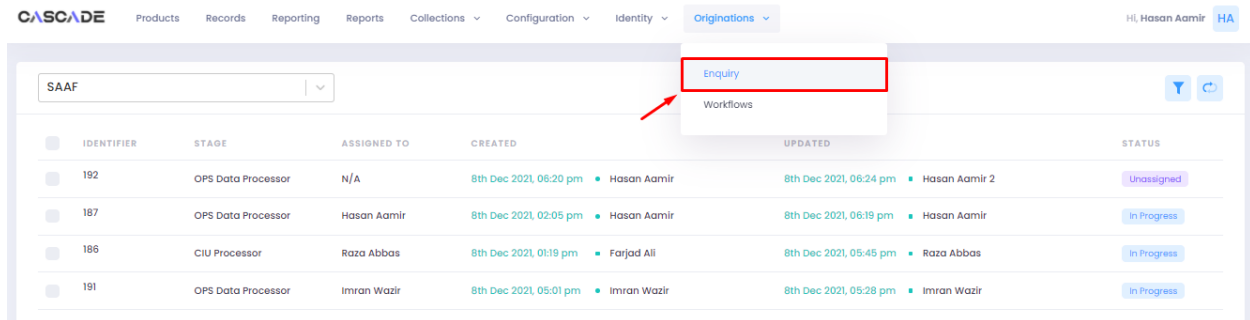 CASCADE Products Records Reporting Reports Collections Configuration Identity Originations Hi, Hasan Aamir HA
Enquiry
SAAF
Workflows
IDENTIFIER STAGE ASSIGNED TO CREATED UPDATED STATUS
192 OPS Data Processor N/A 8th Dec 2021, 06:20 pm Hasan Aamir 8th Dec 2021, 06:24 pm Hasan Aamir 2 Unassigned
187 OPS Data Processor Hasan Aamir 8th Dec 2021, 02:05 pm Hasan Aamir 8th Dec 2021, 06:19 pm Hasan Aamir In Progress
186 CIU Processor Raza Abbas 8th Dec 2021, 01:19 pm Farjad Ali 8th Dec 2021, 05:45 pm Raza Abbas In Progress
191 OPS Data Processor Imran Wazir 8th Dec 2021, 05:01 pm Imran Wazir 8th Dec 2021, 05:28 pm Imran Wazir In Progress